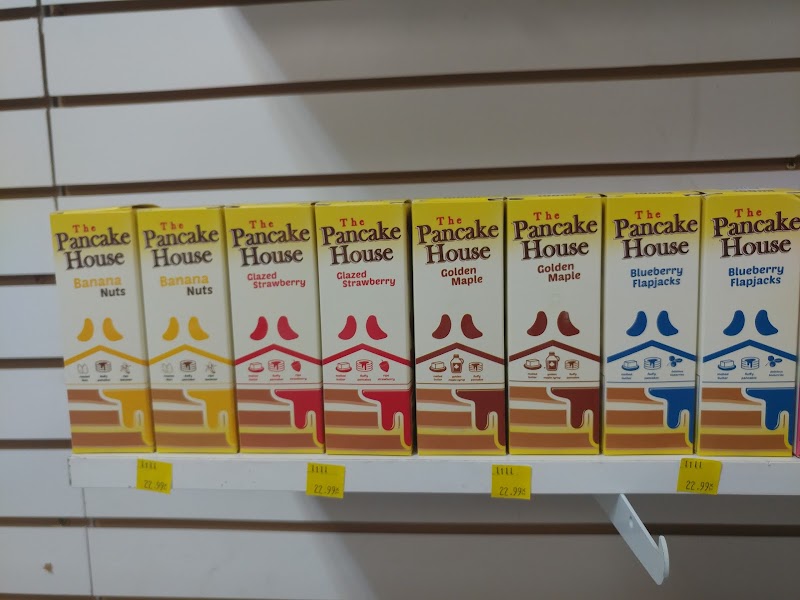 The
Pancake
House
Banana
Nuts
The
Pancake
House
Banana
Nuts
The
Pancake
House
Glazed
Strawberry
The
Pancake
House
Glazed
Strawberry
The
Pancake
House
Golden
Maple
The
Pancake
House
Golden
Maple
The
Pancake
House
Blueberry
Flapjacks
The
Pancake
House
Blueberry
Flapjacks
22.99
22.99
22.99
22.99